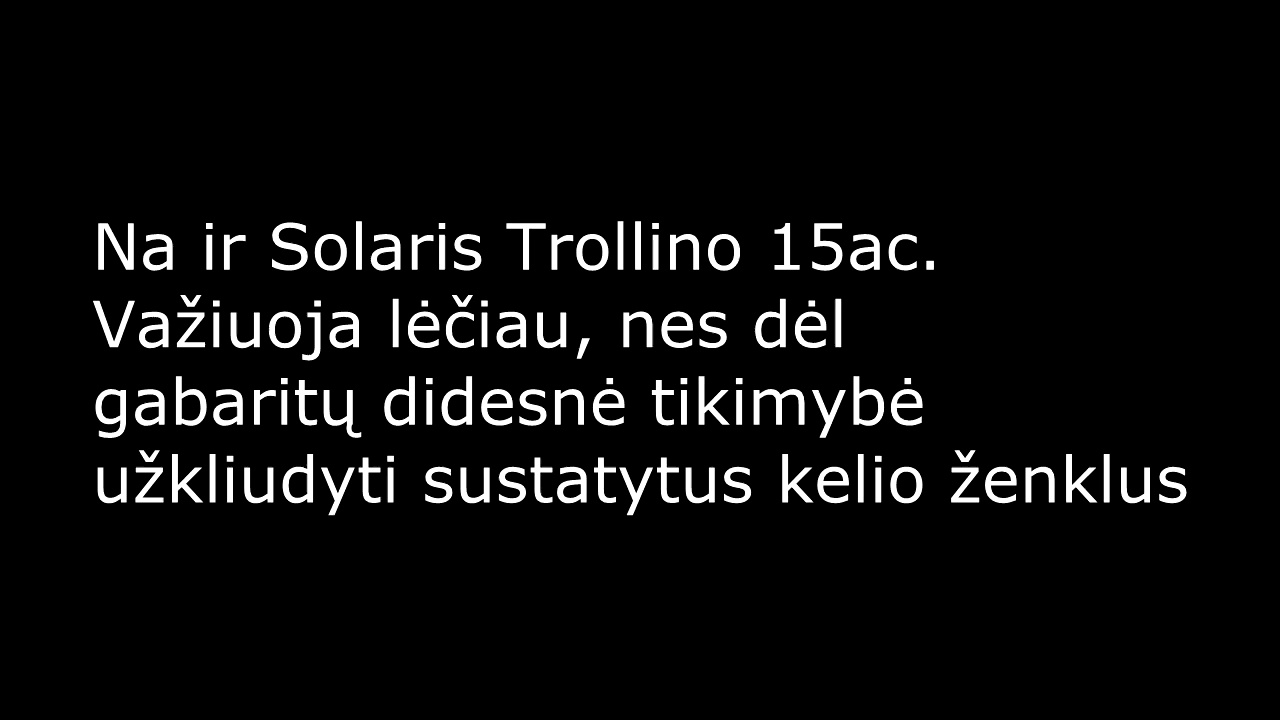 Na ir Solaris Trollino 15ac.
Važiuoja lėčiau, nes dėl
gabaritų didesnė tikimybė
užkliudyti sustatytus kelio ženklus